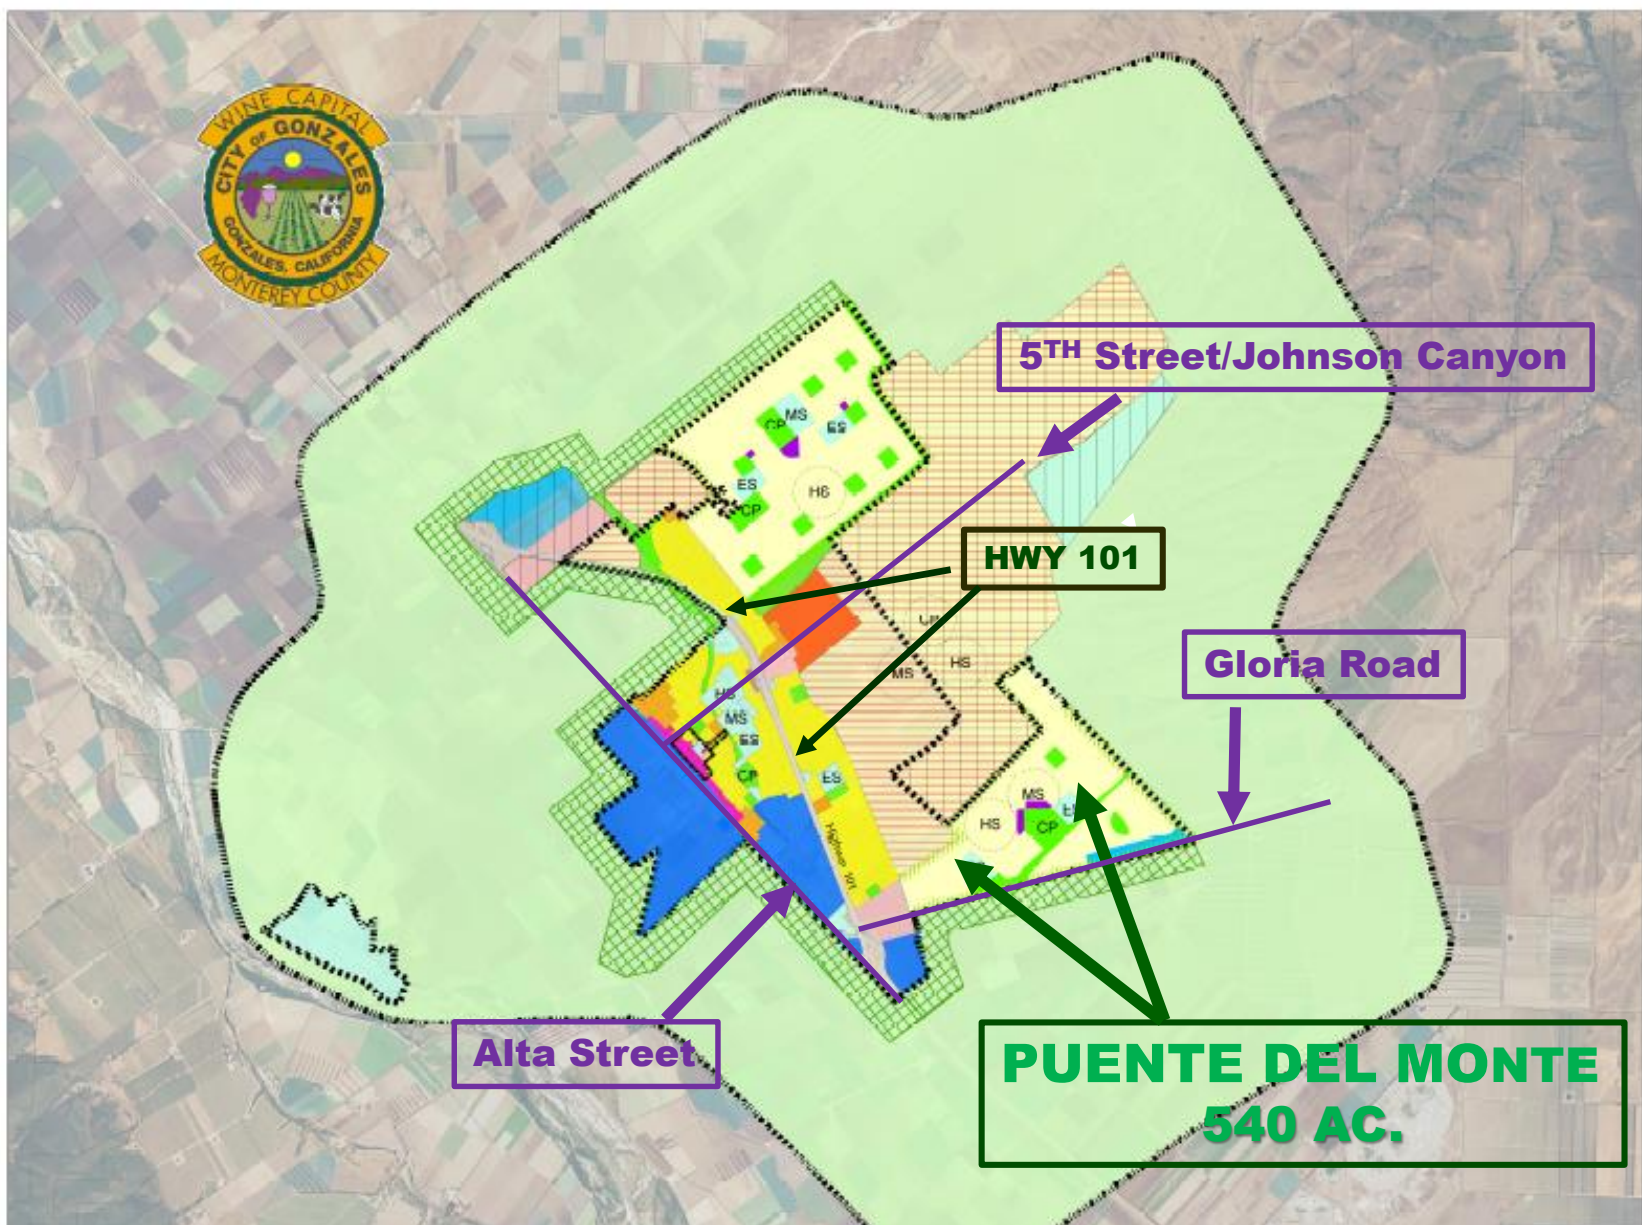 WINE CAPITAL
CITY OF GONZALES
GONZALES, CALIFORNIA
MONTEREY COUNTY
5TH Street/Johnson Canyon
MS
CP
ES
ES
HS
CP
HWY 101
HS
MS
Gloria Road
HS
MS
ES
CP
ES
MS
HS
CP
Highway 101
Alta Street
PUENTE DEL MONTE
540 AC.